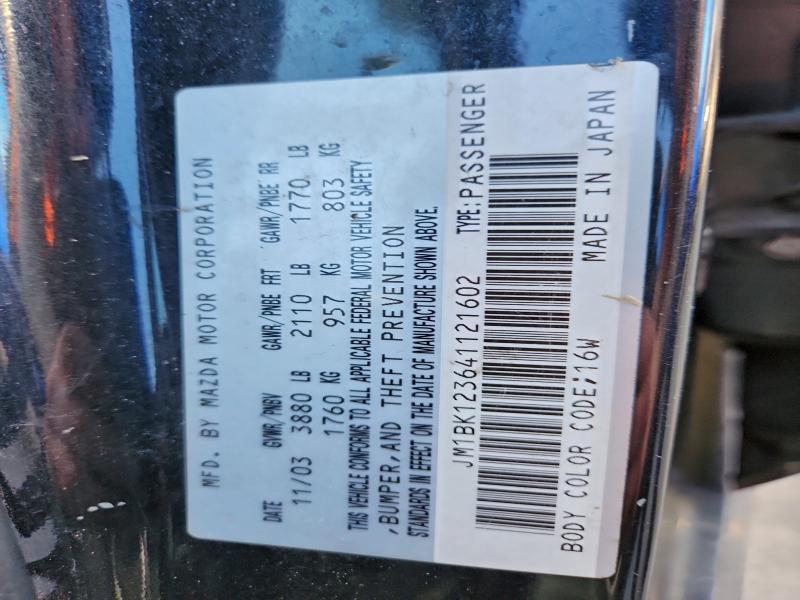 MFD. BY MAZDA MOTOR CORPORATION
DATE GVWR/PNBV GAWR/PNBE FRT GAWR/PNBE RR
11/03 3880 LB 2110 LB 1770 LB
1760 KG 957 KG 803 KG
THIS VEHICLE CONFORMS TO ALL APPLICABLE FEDERAL MOTOR VEHICLE SAFETY
,BUMPER,AND THEFT PREVENTION
STANDARDS IN EFFECT ON THE DATE OF MANUFACTURE SHOWN ABOVE.
JM1BK123641121602 TYPE:PASSENGER
BODY COLOR CODE;16W MADE IN JAPAN